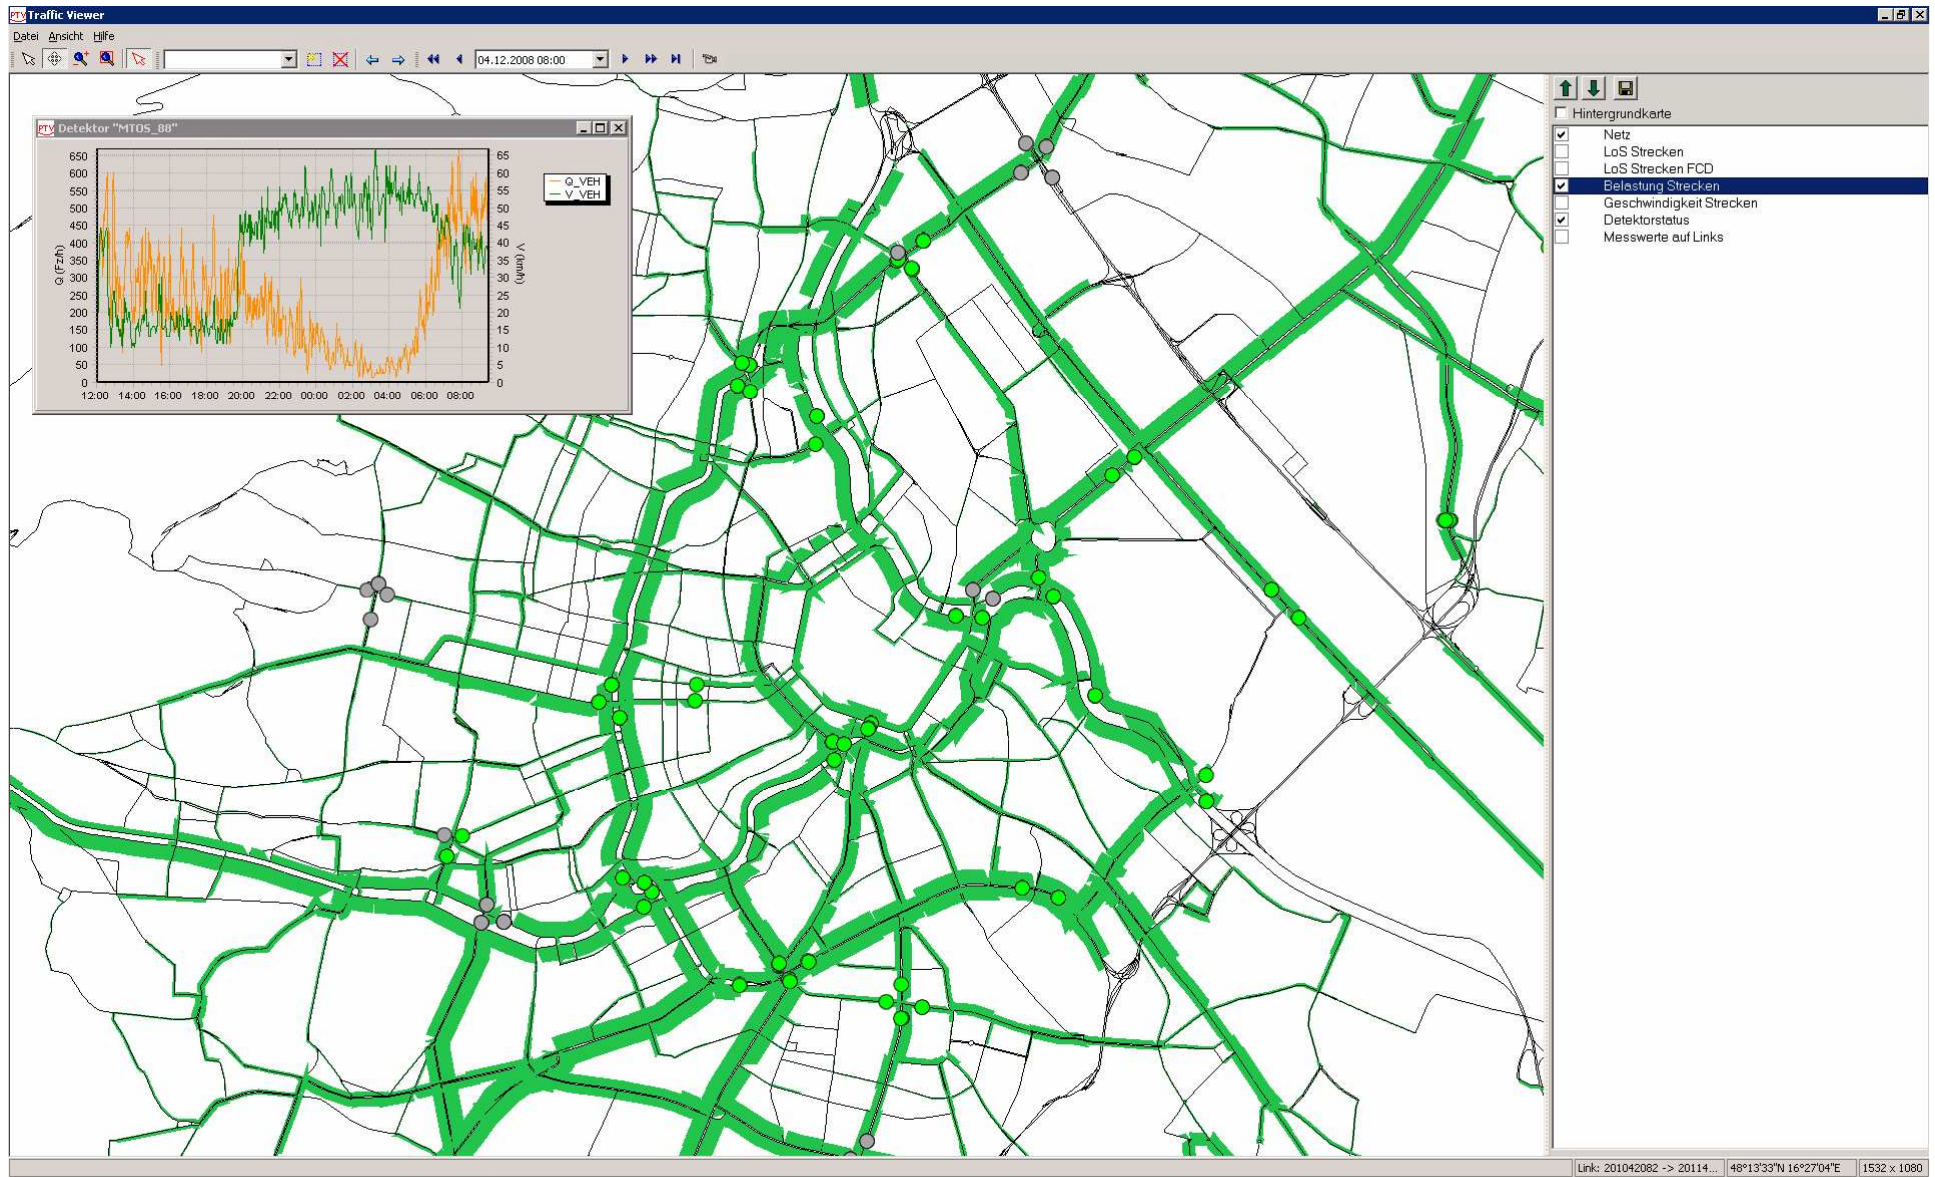 PTV Traffic Viewer
Datei Ansicht Hilfe
04.12.2008 08:00
PTV Detektor "MTOS_88"
650
600
550
500
450
400
350
300
250
200
150
100
50
0
Q (Fz/h)
65
60
55
50
45
40
35
30
25
20
15
10
5
0
V (km/h)
12:00 14:00 16:00 18:00 20:00 22:00 00:00 02:00 04:00 06:00 08:00
Q_VEH
V_VEH
Hintergrundkarte
Netz
LoS Strecken
LoS Strecken FCD
Belastung Strecken
Geschwindigkeit Strecken
Detektorstatus
Messwerte auf Links
Link: 201042082 -> 20114... 48°13'33"N 16°27'04"E 1532 x 1080